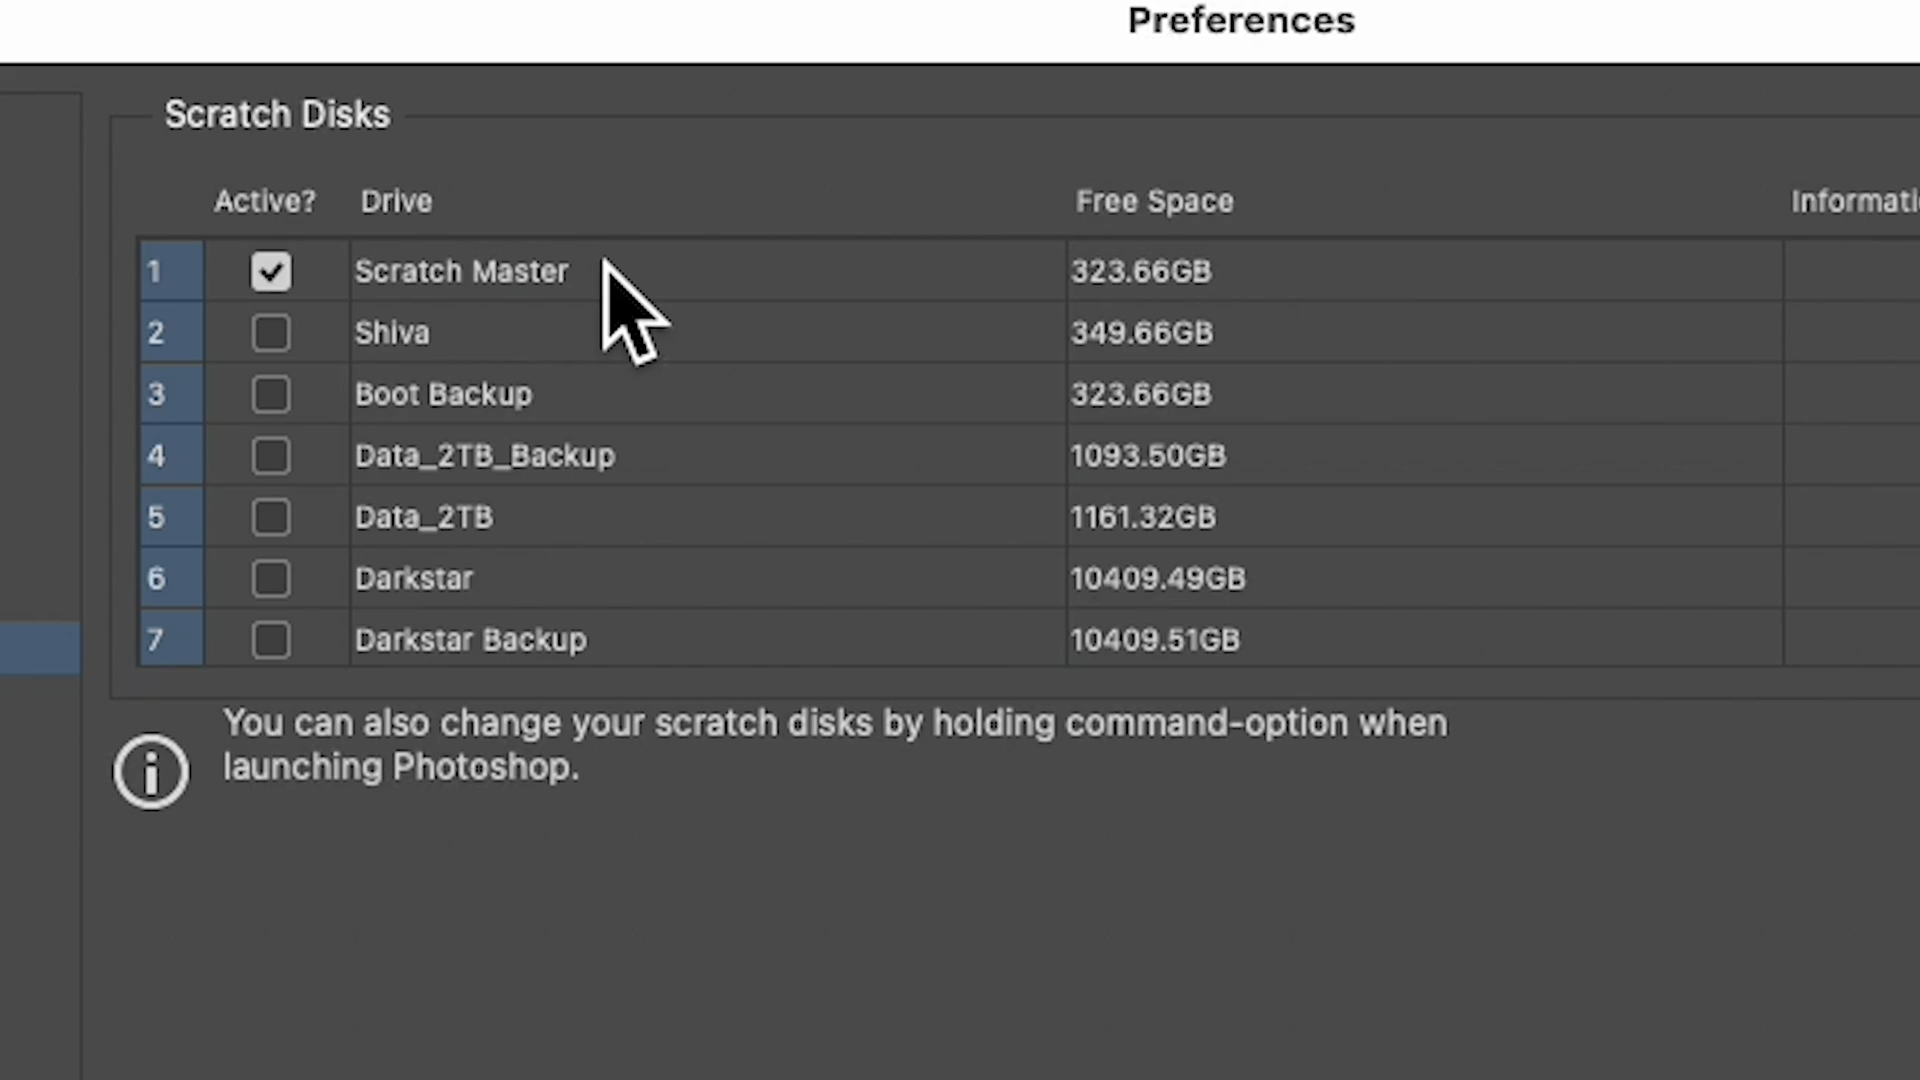 Preferences
Scratch Disks
Active? Drive Free Space Informati
1 Scratch Master 323.66GB
2 Shiva 349.66GB
3 Boot Backup 323.66GB
4 Data_2TB_Backup 1093.50GB
5 Data_2TB 1161.32GB
6 Darkstar 10409.49GB
7 Darkstar Backup 10409.51GB
You can also change your scratch disks by holding command-option when
launching Photoshop.